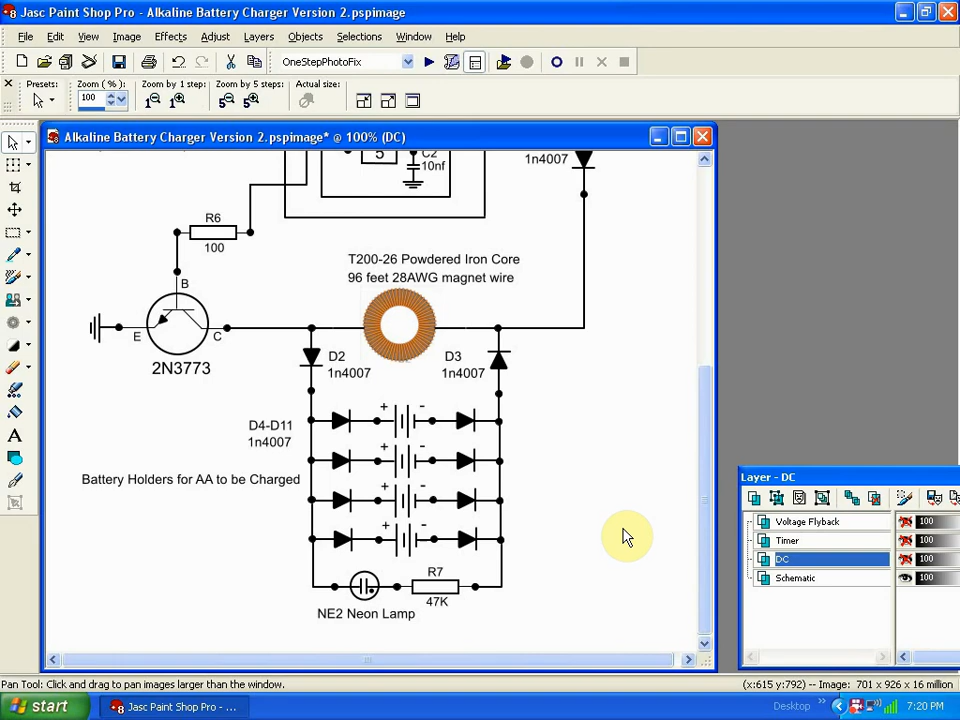 Jasc Paint Shop Pro - Alkaline Battery Charger Version 2.pspimage
File Edit View Image Effects Adjust Layers Objects Selections Window Help
OneStepPhotoFix
Presets: Zoom ( % ): Zoom by 1 step: Zoom by 5 steps: Actual size:
100
Alkaline Battery Charger Version 2.pspimage* @ 100% (DC)
5
C2
10nf
1n4007
R6
100
T200-26 Powdered Iron Core
96 feet 28AWG magnet wire
B
E
C
2N3773
D2
1n4007
D3
1n4007
+ -
D4-D11
1n4007
+ -
Battery Holders for AA to be Charged
+ -
+ -
R7
47K
NE2 Neon Lamp
Layer - DC
Voltage Flyback 100
Timer 100
DC 100
Schematic 100
Pan Tool: Click and drag to pan images larger than the window.
(x:615 y:792) -- Image: 701 x 926 x 16 million
start
Jasc Paint Shop Pro - ...
Desktop
7:20 PM